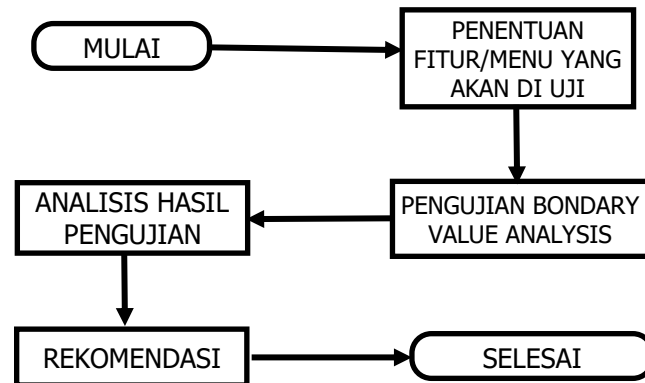 MULAI
PENENTUAN
FITUR/MENU YANG
AKAN DI UJI
PENGUJIAN BONDARY
VALUE ANALYSIS
ANALISIS HASIL
PENGUJIAN
REKOMENDASI
SELESAI